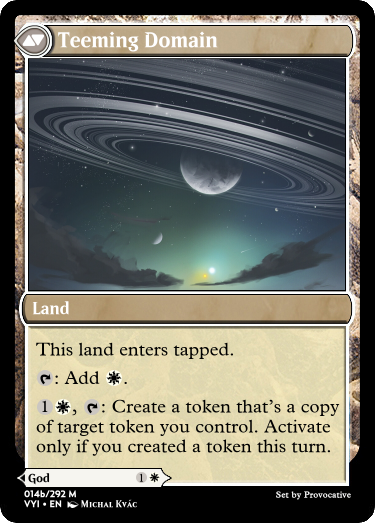 Teeming Domain
Land
This land enters tapped.
: Add .
1 , : Create a token that's a copy
of target token you control. Activate
only if you created a token this turn.
God 1
014b/292 M
VYI • EN Michal Kvác
Set by Provocative